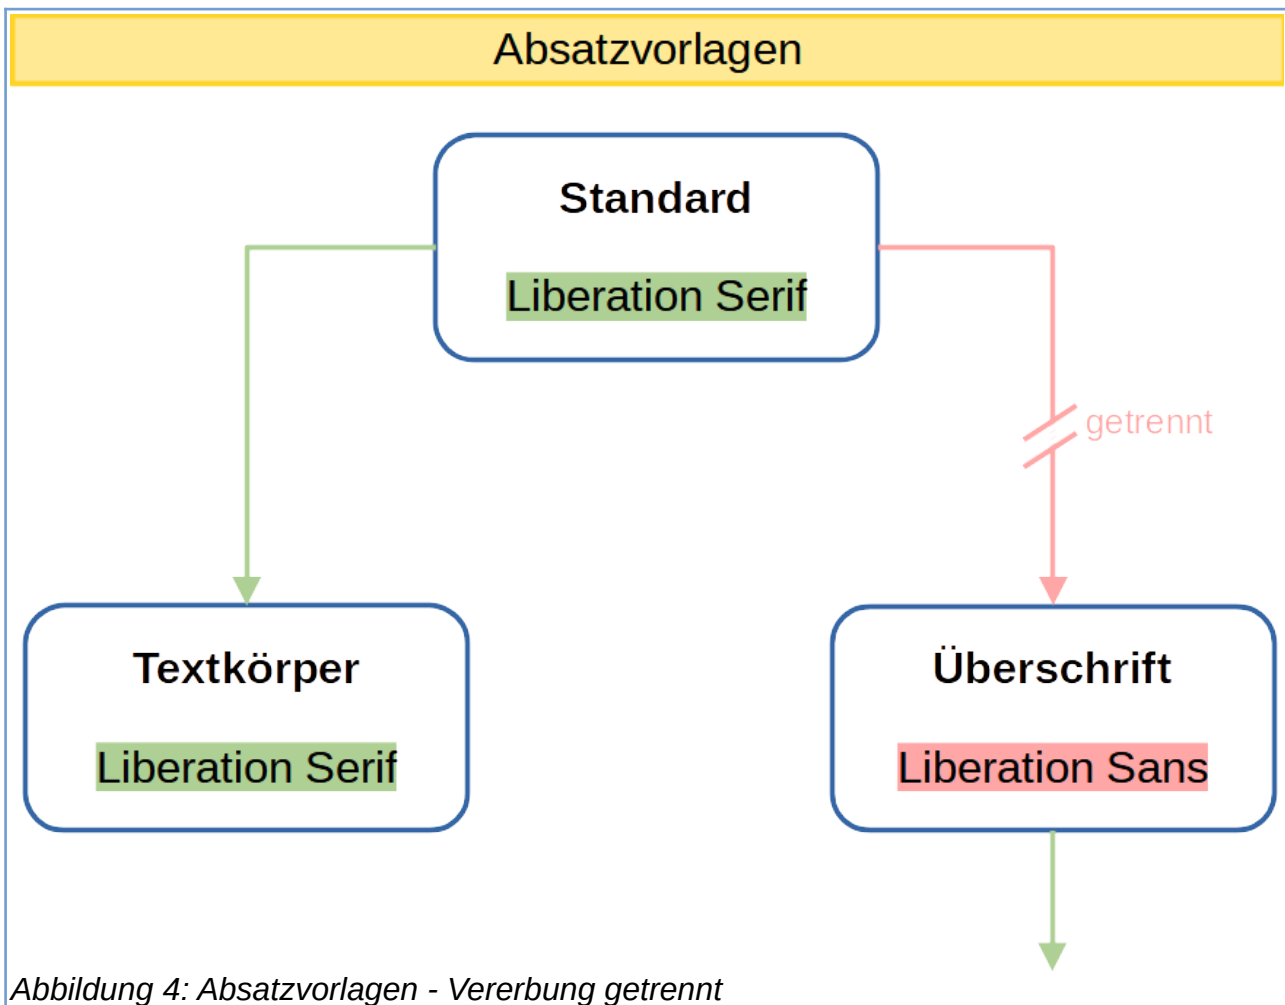 Absatzvorlagen
Standard
Liberation Serif
getrennt
Textkörper
Liberation Serif
Überschrift
Liberation Sans
Abbildung 4: Absatzvorlagen - Vererbung getrennt